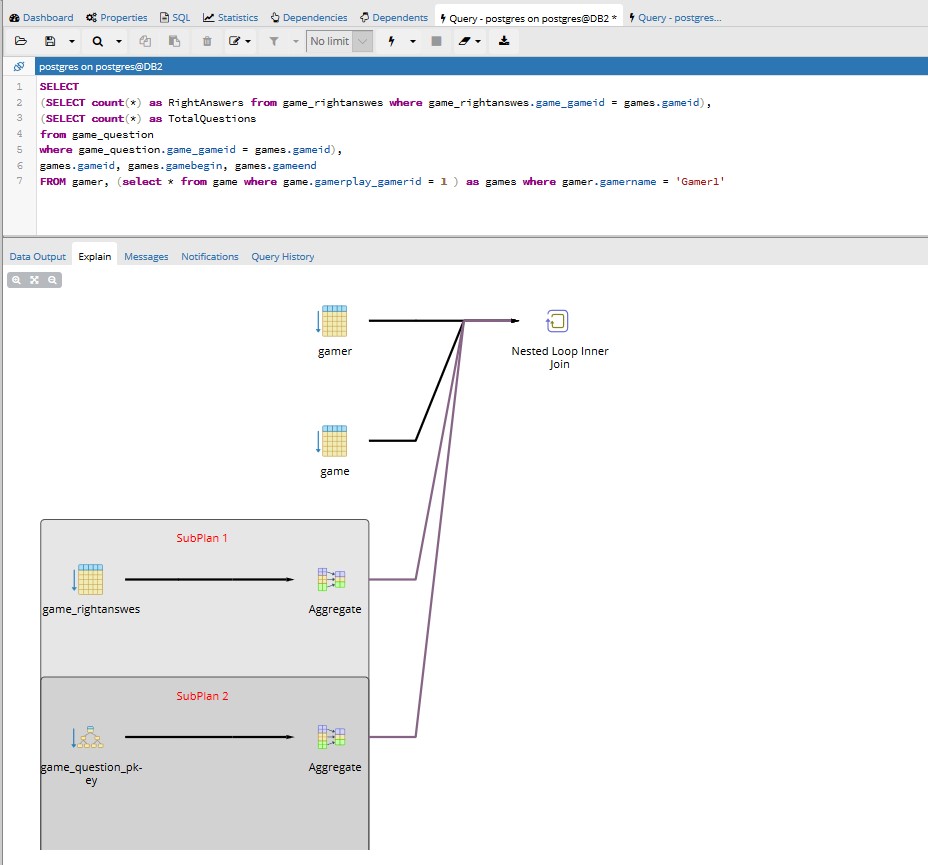 Dashboard Properties SQL Statistics Dependencies Dependents Query - postgres on postgres@DB2 * Query - postgres...
No limit
postgres on postgres@DB2
1 SELECT
2 (SELECT count(*) as RightAnswers from game_rightanswes where game_rightanswes.game_gameid = games.gameid),
3 (SELECT count(*) as TotalQuestions
4 from game_question
5 where game_question.game_gameid = games.gameid),
6 games.gameid, games.gamebegin, games.gameend
7 FROM gamer, (select * from game where game.gamerplay_gamerid = 1 ) as games where gamer.gamername = 'Gamer1'
Data Output Explain Messages Notifications Query History
gamer
Nested Loop Inner
Join
game
SubPlan 1
game_rightanswes
Aggregate
SubPlan 2
game_question_pk-
ey
Aggregate